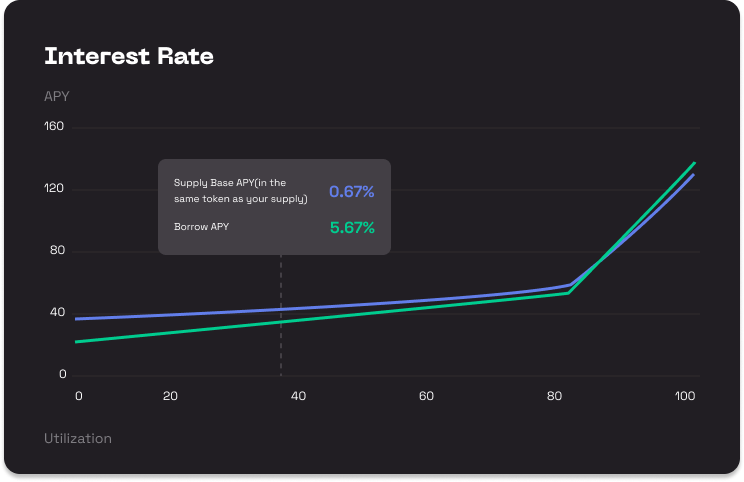 Interest Rate
APY
160
120
80
40
0
Supply Base APY(in the
same token as your supply)
0.67%
Borrow APY
5.67%
0 20 40 60 80 100
Utilization